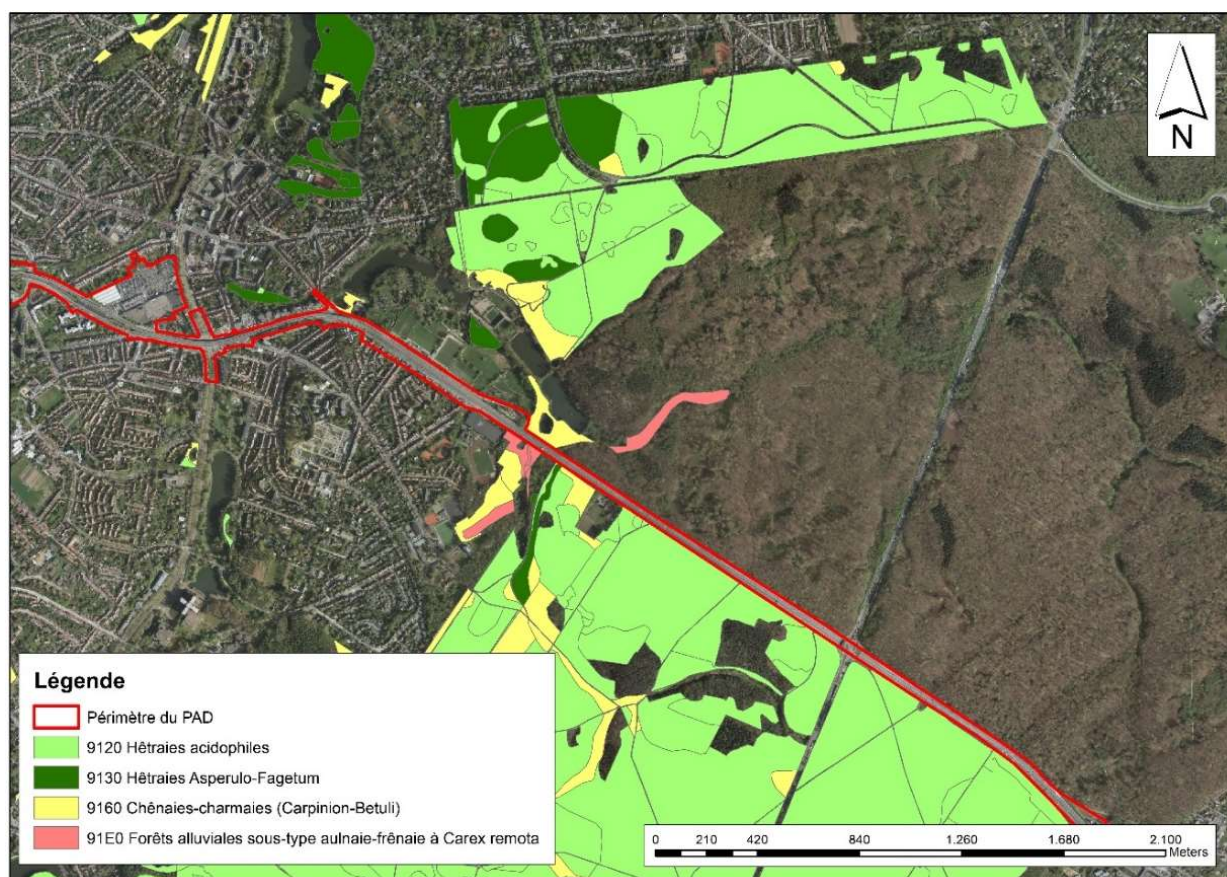 N
Légende
Périmètre du PAD
9120 Hêtraies acidophiles
9130 Hêtraies Asperulo-Fagetum
9160 Chênaies-charmaies (Carpinion-Betuli)
91E0 Forêts alluviales sous-type aulnaie-frênaie à Carex remota
0 210 420 840 1.260 1.680 2.100
Meters